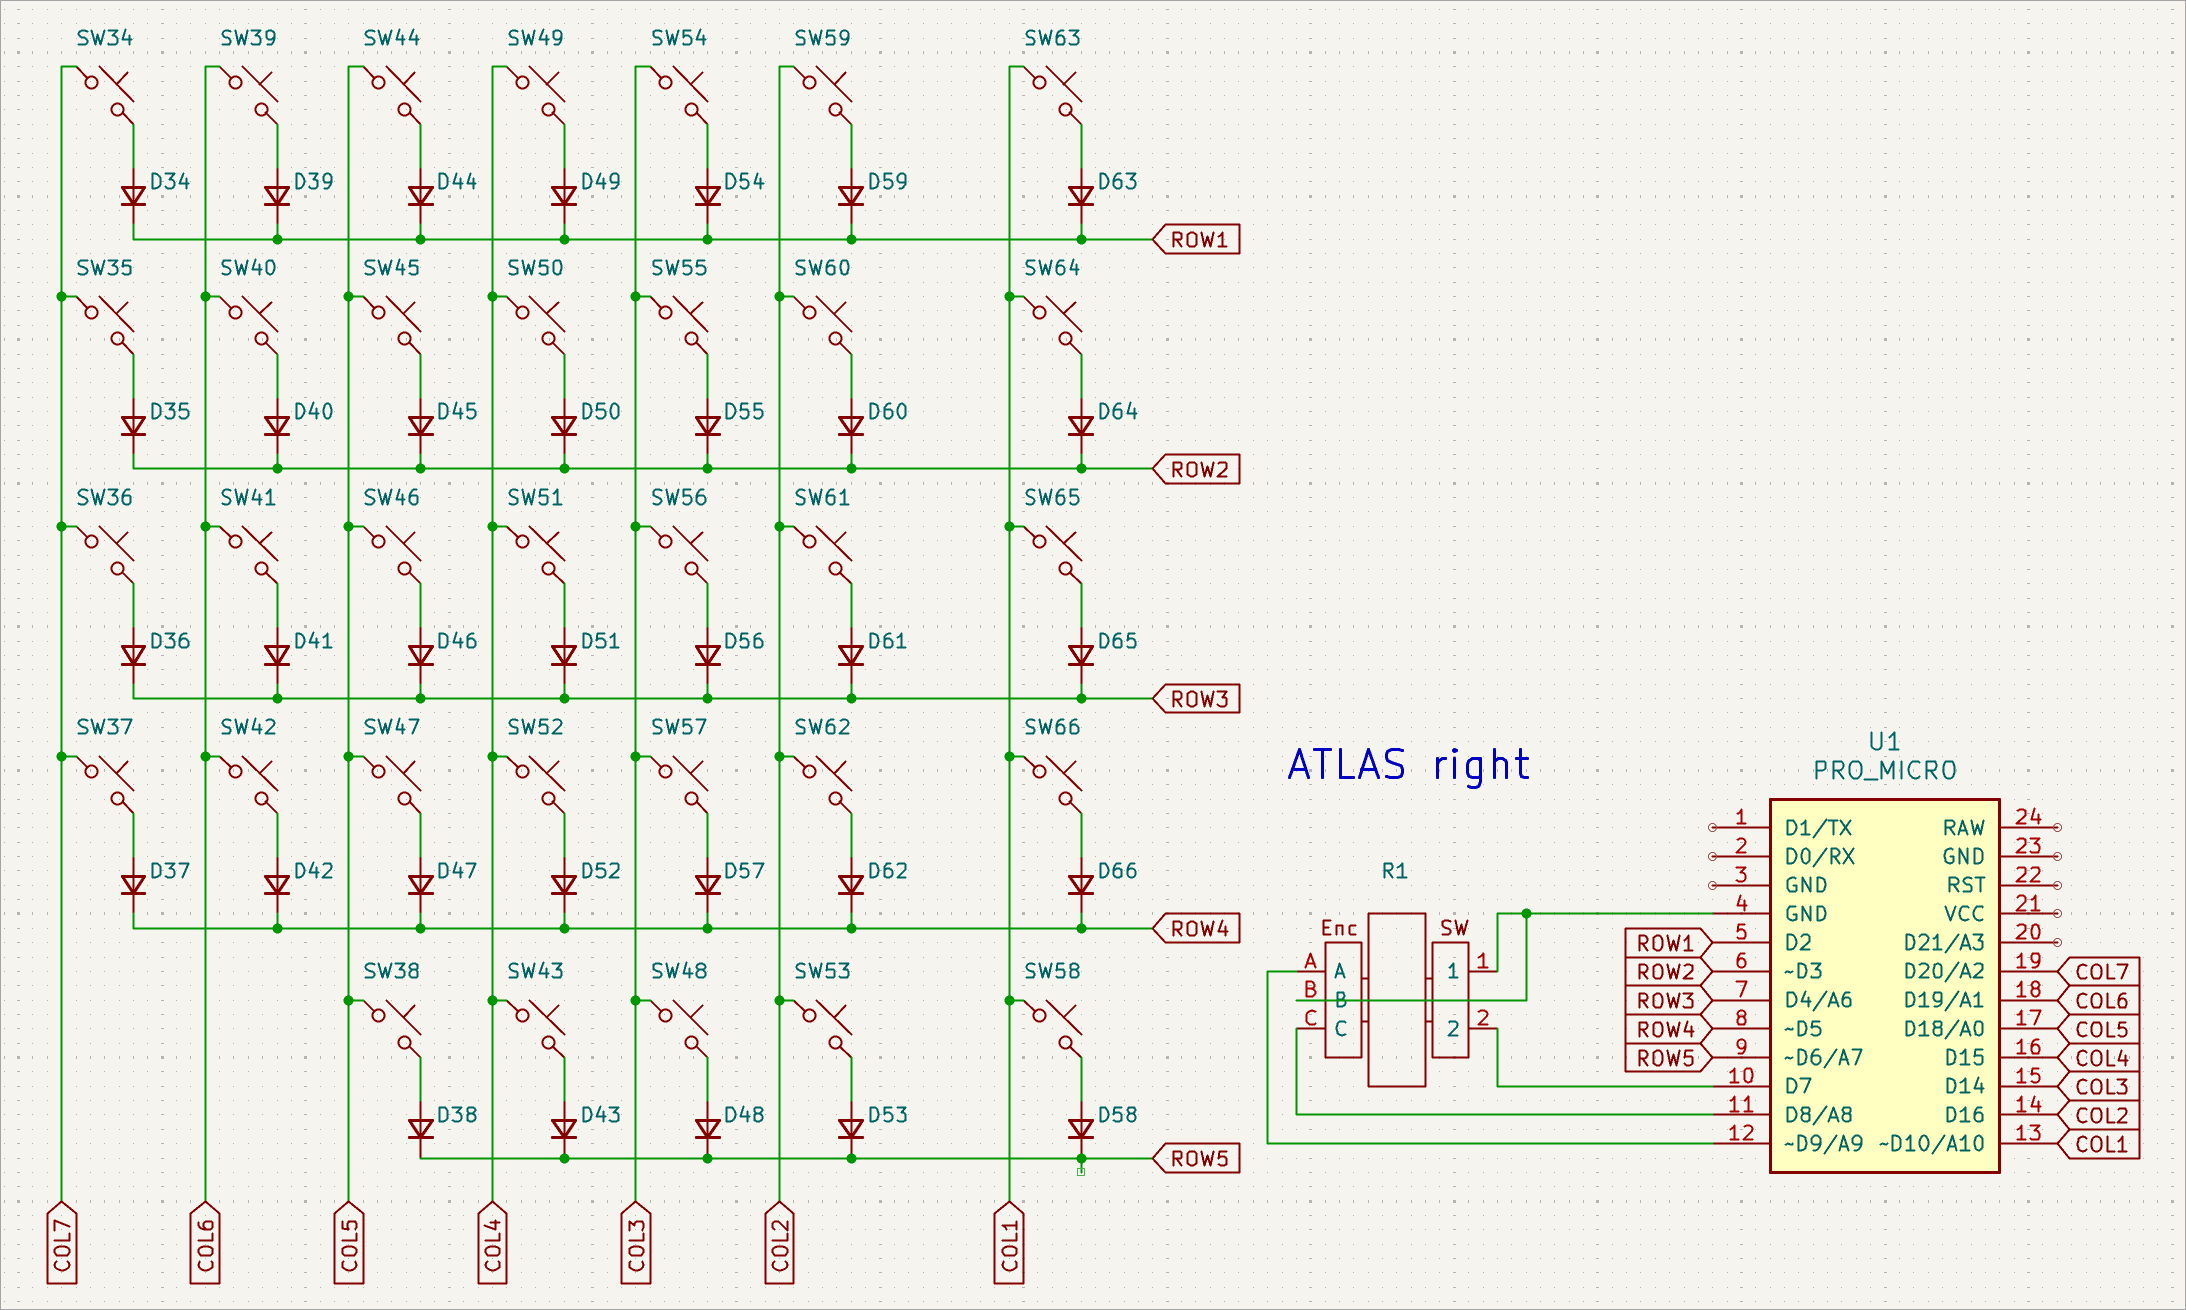 SW34 SW39 SW44 SW49 SW54 SW59 SW63
D34 D39 D44 D49 D54 D59 D63
ROW1
SW35 SW40 SW45 SW50 SW55 SW60 SW64
D35 D40 D45 D50 D55 D60 D64
ROW2
SW36 SW41 SW46 SW51 SW56 SW61 SW65
D36 D41 D46 D51 D56 D61 D65
ROW3
SW37 SW42 SW47 SW52 SW57 SW62 SW66
D37 D42 D47 D52 D57 D62 D66
ROW4
SW38 SW43 SW48 SW53 SW58
D38 D43 D48 D53 D58
ROW5
COL7 COL6 COL5 COL4 COL3 COL2 COL1
ATLAS right
R1
Enc SW
A A 1 1
B B
C C 2 2
U1
PRO_MICRO
1 D1/TX RAW 24
2 D0/RX GND 23
3 GND RST 22
4 GND VCC 21
ROW1 5 D2 D21/A3 20
ROW2 6 ~D3 D20/A2 19 COL7
ROW3 7 D4/A6 D19/A1 18 COL6
ROW4 8 ~D5 D18/A0 17 COL5
ROW5 9 ~D6/A7 D15 16 COL4
10 D7 D14 15 COL3
11 D8/A8 D16 14 COL2
12 ~D9/A9 ~D10/A10 13 COL1